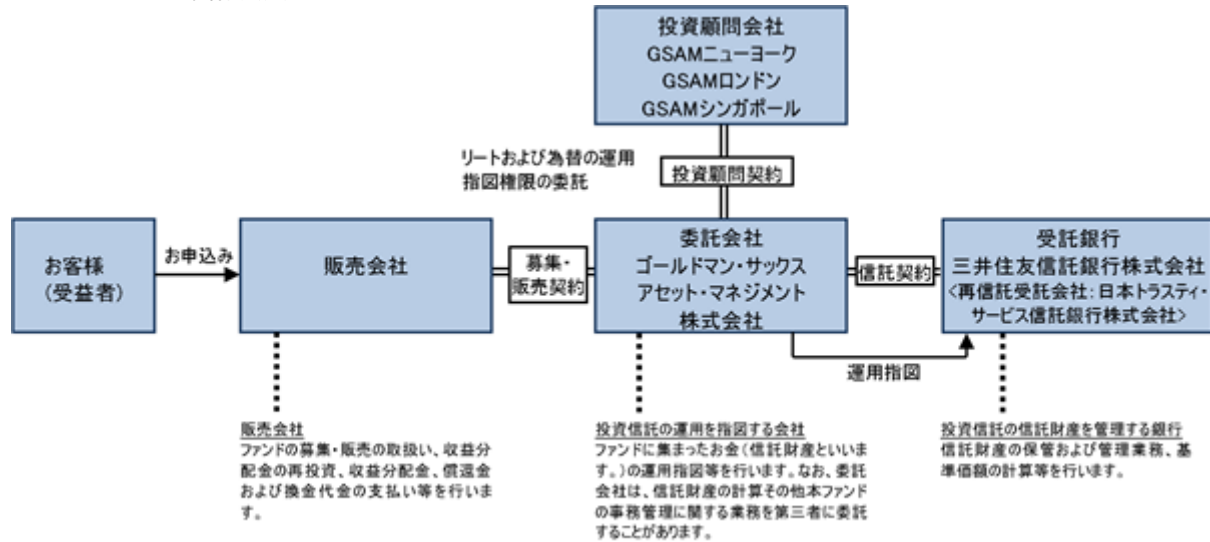 投資顧問会社
GSAMニューヨーク
GSAMロンドン
GSAMシンガポール
リートおよび為替の運用
指図権限の委託
投資顧問契約
お客様
(受益者)
お申込み
販売会社
募集・
販売契約
委託会社
ゴールドマン・サックス
アセット・マネジメント
株式会社
信託契約
受託銀行
三井住友信託銀行株式会社
<再信託受託会社:日本トラスティ・
サービス信託銀行株式会社>
運用指図
販売会社
ファンドの募集・販売の取扱い、収益分
配金の再投資、収益分配金、償還金
および換金代金の支払い等を行いま
す。
投資信託の運用を指図する会社
ファンドに集まったお金(信託財産といいま
す。)の運用指図等を行います。なお、委託
会社は、信託財産の計算その他本ファンド
の事務管理に関する業務を第三者に委託
することがあります。
投資信託の信託財産を管理する銀行
信託財産の保管および管理業務、基
準価額の計算等を行います。